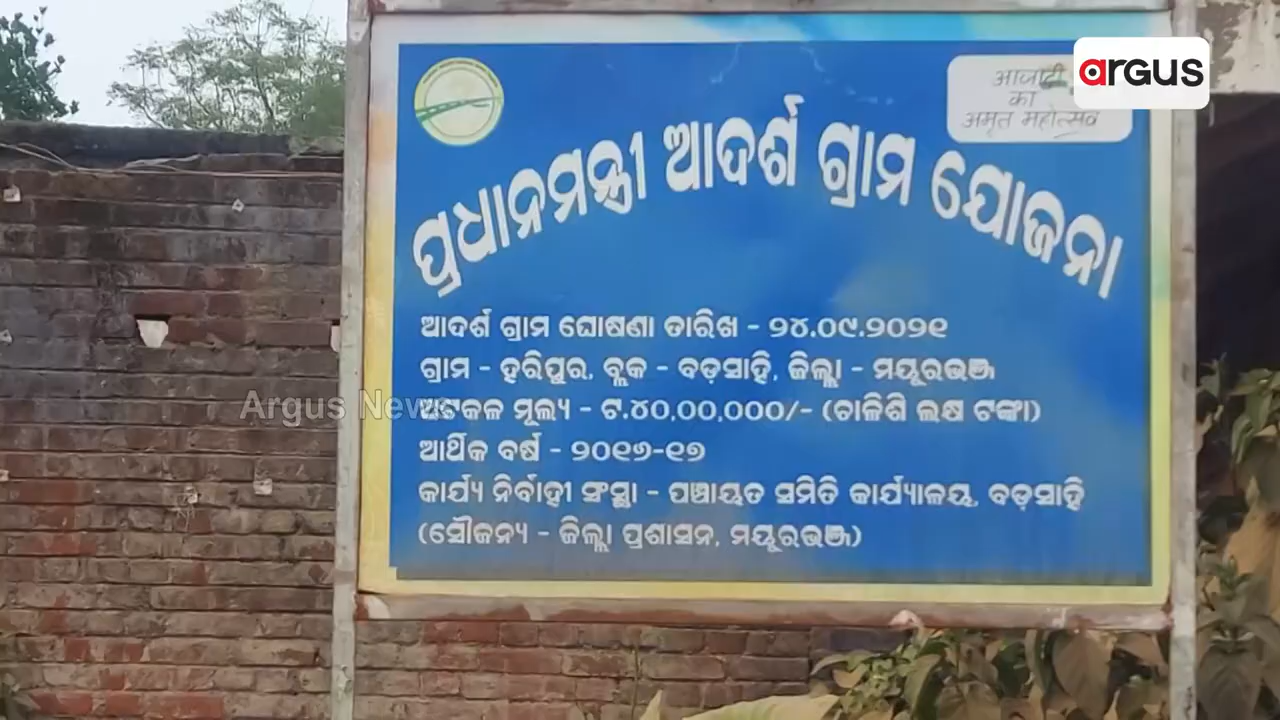 argus
आजादी
का
अमृत महोत्सव
ପ୍ରଧାନମନ୍ତ୍ରୀ ଆଦର୍ଶ ଗ୍ରାମ ଯୋଜନା
ଆଦର୍ଶ ଗ୍ରାମ ଘୋଷଣା ତାରିଖ - ୨୪.୦୯.୨୦୨୧
ଗ୍ରାମ - ହରିପୁର, ବ୍ଲକ - ବଡ଼ସାହି, ଜିଲ୍ଲା - ମୟୂରଭଞ୍ଜ
Argus News
ଅଟକଳ ମୂଲ୍ୟ - ଟ.୪୦,୦୦,୦୦୦/- (ଚାଳିଶି ଲକ୍ଷ ଟଙ୍କା)
ଆର୍ଥିକ ବର୍ଷ - ୨୦୧୬-୧୭
କାର୍ଯ୍ୟ ନିର୍ବାହୀ ସଂସ୍ଥା - ପଞ୍ଚାୟତ ସମିତି କାର୍ଯ୍ୟାଳୟ, ବଡ଼ସାହି
(ସୌଜନ୍ୟ - ଜିଲ୍ଲା ପ୍ରଶାସନ, ମୟୂରଭଞ୍ଜ)